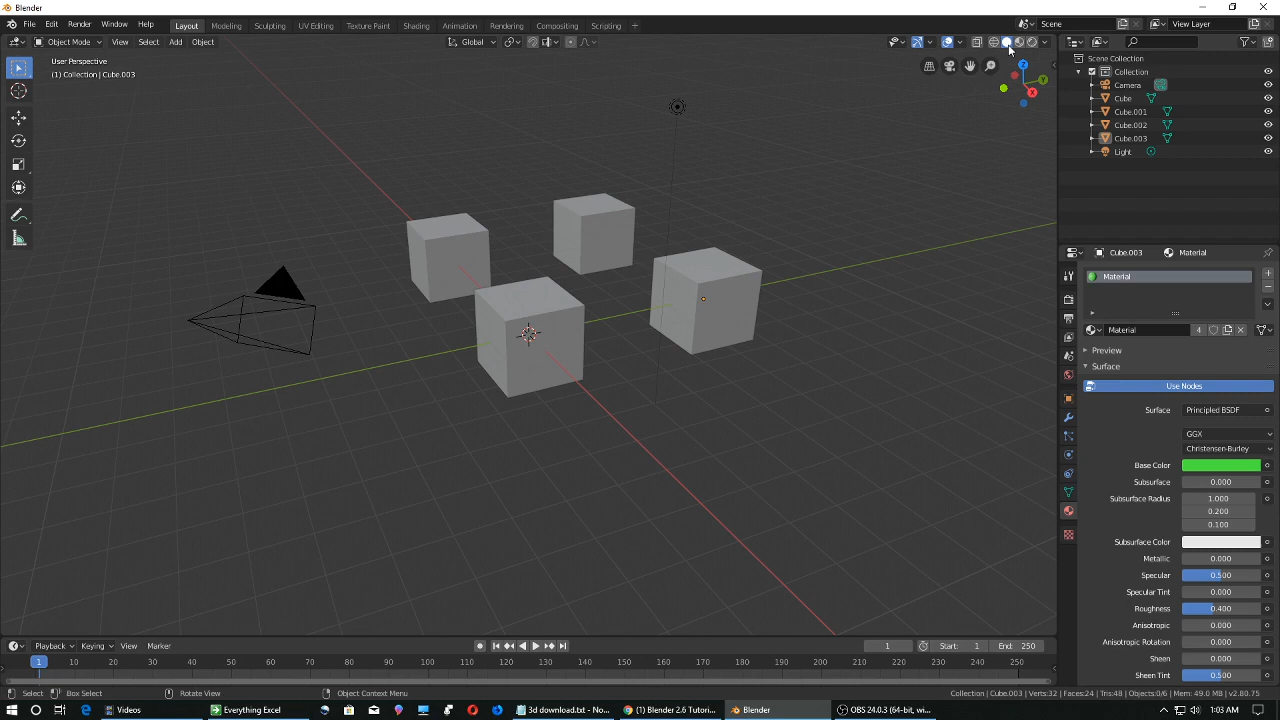 Blender
File Edit Render Window Help
Layout Modeling Sculpting UV Editing Texture Paint Shading Animation Rendering Compositing Scripting +
Scene View Layer
Object Mode View Select Add Object
Global
User Perspective
(1) Collection | Cube.003
Z
Y
X
Scene Collection
Collection
Camera
Cube
Cube.001
Cube.002
Cube.003
Light
Cube.003 Material
Material
Material 4
Preview
Surface
Use Nodes
Surface Principled BSDF
GGX
Christensen-Burley
Base Color
Subsurface 0.000
Subsurface Radius 1.000
0.200
0.100
Subsurface Color
Metallic 0.000
Specular 0.500
Specular Tint 0.000
Roughness 0.400
Anisotropic 0.000
Anisotropic Rotation 0.000
Sheen 0.000
Sheen Tint 0.500
Playback Keying View Marker
1 Start: 1 End: 250
1 10 20 30 40 50 60 70 80 90 100 110 120 130 140 150 160 170 180 190 200 210 220 230 240 250
Select Box Select Rotate View Object Context Menu
Collection | Cube.003 | Verts:32 | Faces:24 | Tris:48 | Objects:0/6 | Mem: 49.0 MB | v2.80.75
Videos Everything Excel 3d download.txt - No... Blender 2.6 Tutori... Blender OBS 24.0.3 (64-bit, wi... 1:03 AM